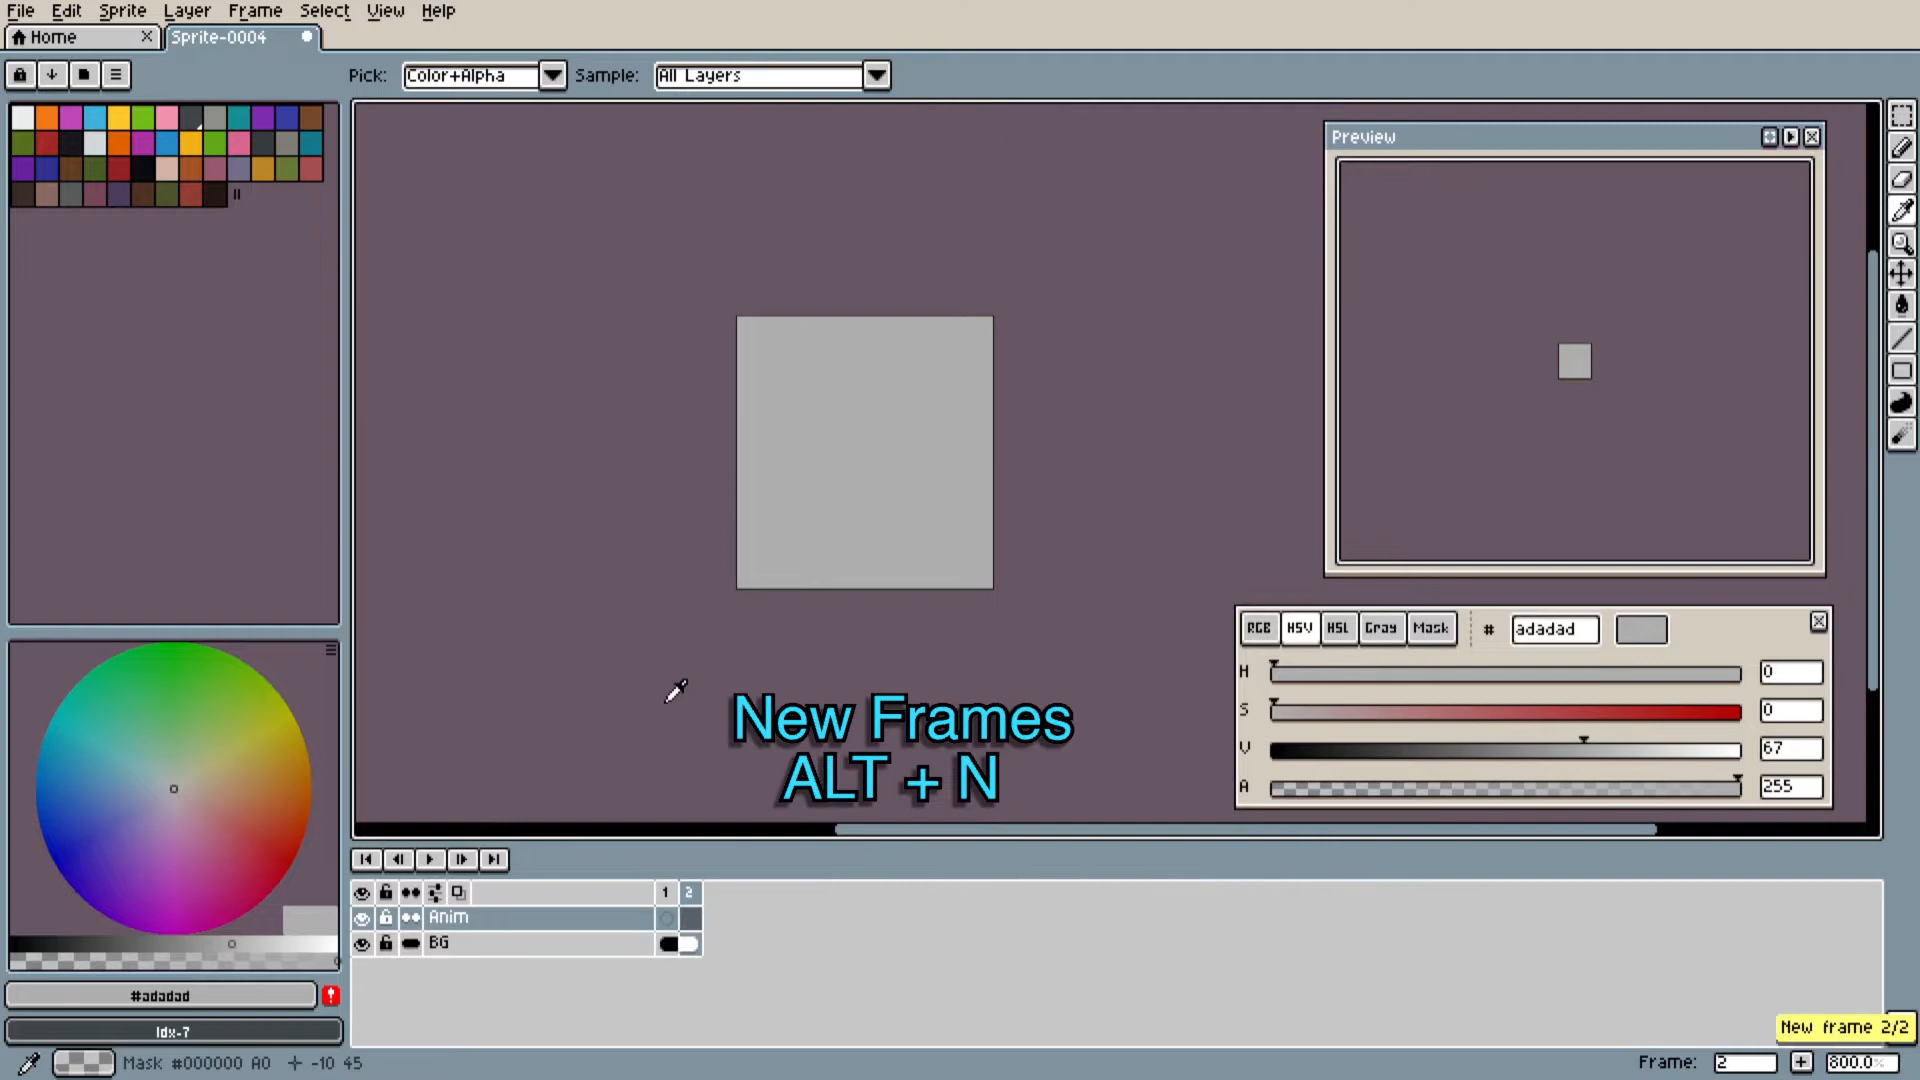 File Edit Sprite Layer Frame Select View Help
Home Sprite-0004
Pick: Color+Alpha Sample: All Layers
Preview
RGB HSV HSL Gray Mask # adadad
H 0
S 0
V 67
A 255
New Frames
ALT + N
1 2
Anim
BG
#adadad
Idx-7
New frame 2/2
Mask #000000 A0 -10 45
Frame: 2 + 800.0%